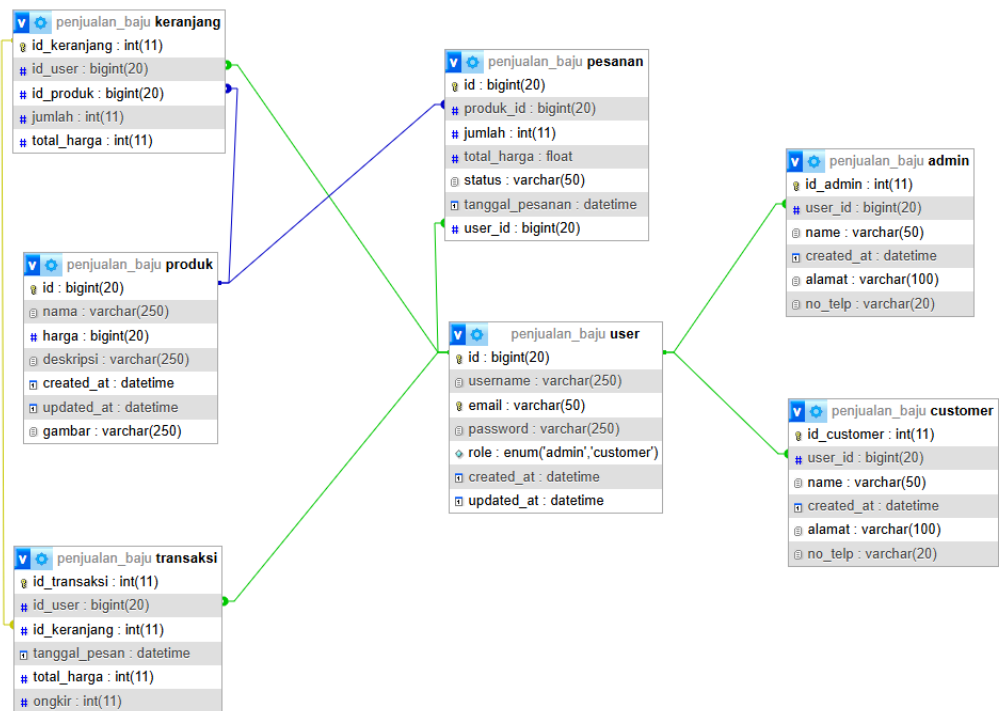 penjualan_baju keranjang
id_keranjang : int(11)
id_user : bigint(20)
id_produk : bigint(20)
jumlah : int(11)
total_harga : int(11)
penjualan_baju pesanan
id : bigint(20)
produk_id : bigint(20)
jumlah : int(11)
total_harga : float
status : varchar(50)
tanggal_pesanan : datetime
user_id : bigint(20)
penjualan_baju admin
id_admin : int(11)
user_id : bigint(20)
name : varchar(50)
created_at : datetime
alamat : varchar(100)
no_telp : varchar(20)
penjualan_baju produk
id : bigint(20)
nama : varchar(250)
harga : bigint(20)
deskripsi : varchar(250)
created_at : datetime
updated_at : datetime
gambar : varchar(250)
penjualan_baju user
id : bigint(20)
username : varchar(250)
email : varchar(50)
password : varchar(250)
role : enum('admin','customer')
created_at : datetime
updated_at : datetime
penjualan_baju customer
id_customer : int(11)
user_id : bigint(20)
name : varchar(50)
created_at : datetime
alamat : varchar(100)
no_telp : varchar(20)
penjualan_baju transaksi
id_transaksi : int(11)
id_user : bigint(20)
id_keranjang : int(11)
tanggal_pesan : datetime
total_harga : int(11)
ongkir : int(11)